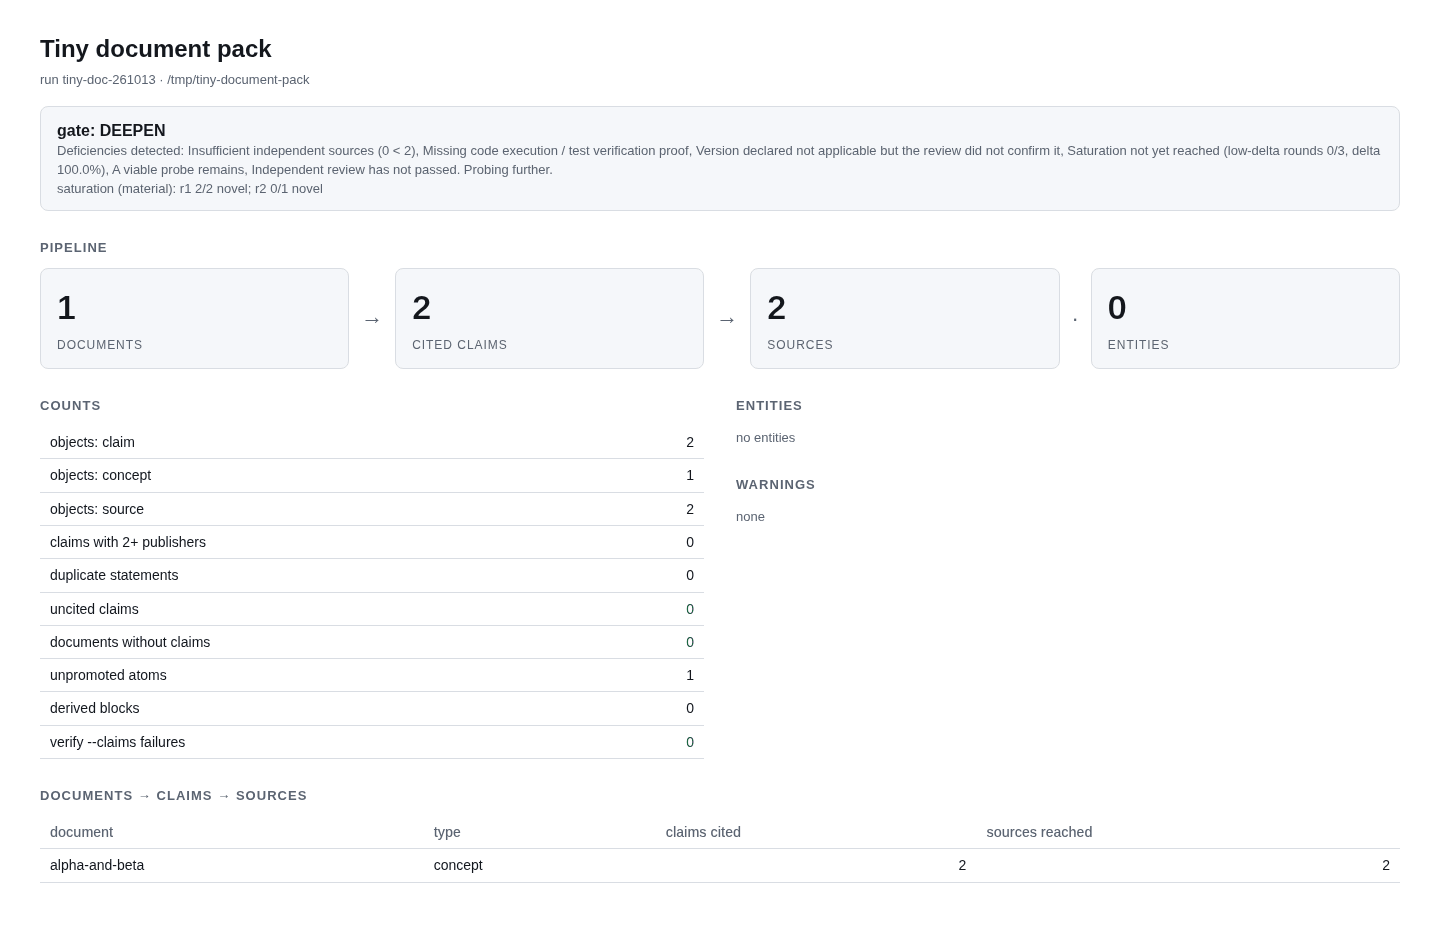 Tiny document pack
run tiny-doc-261013 · /tmp/tiny-document-pack
gate: DEEPEN
Deficiencies detected: Insufficient independent sources (0 < 2), Missing code execution / test verification proof, Version declared not applicable but the review did not confirm it, Saturation not yet reached (low-delta rounds 0/3, delta
100.0%), A viable probe remains, Independent review has not passed. Probing further.
saturation (material): r1 2/2 novel; r2 0/1 novel
PIPELINE
1
DOCUMENTS
→
2
CITED CLAIMS
→
2
SOURCES
·
0
ENTITIES
COUNTS
objects: claim 2
objects: concept 1
objects: source 2
claims with 2+ publishers 0
duplicate statements 0
uncited claims 0
documents without claims 0
unpromoted atoms 1
derived blocks 0
verify --claims failures 0
ENTITIES
no entities
WARNINGS
none
DOCUMENTS → CLAIMS → SOURCES
document type claims cited sources reached
alpha-and-beta concept 2 2